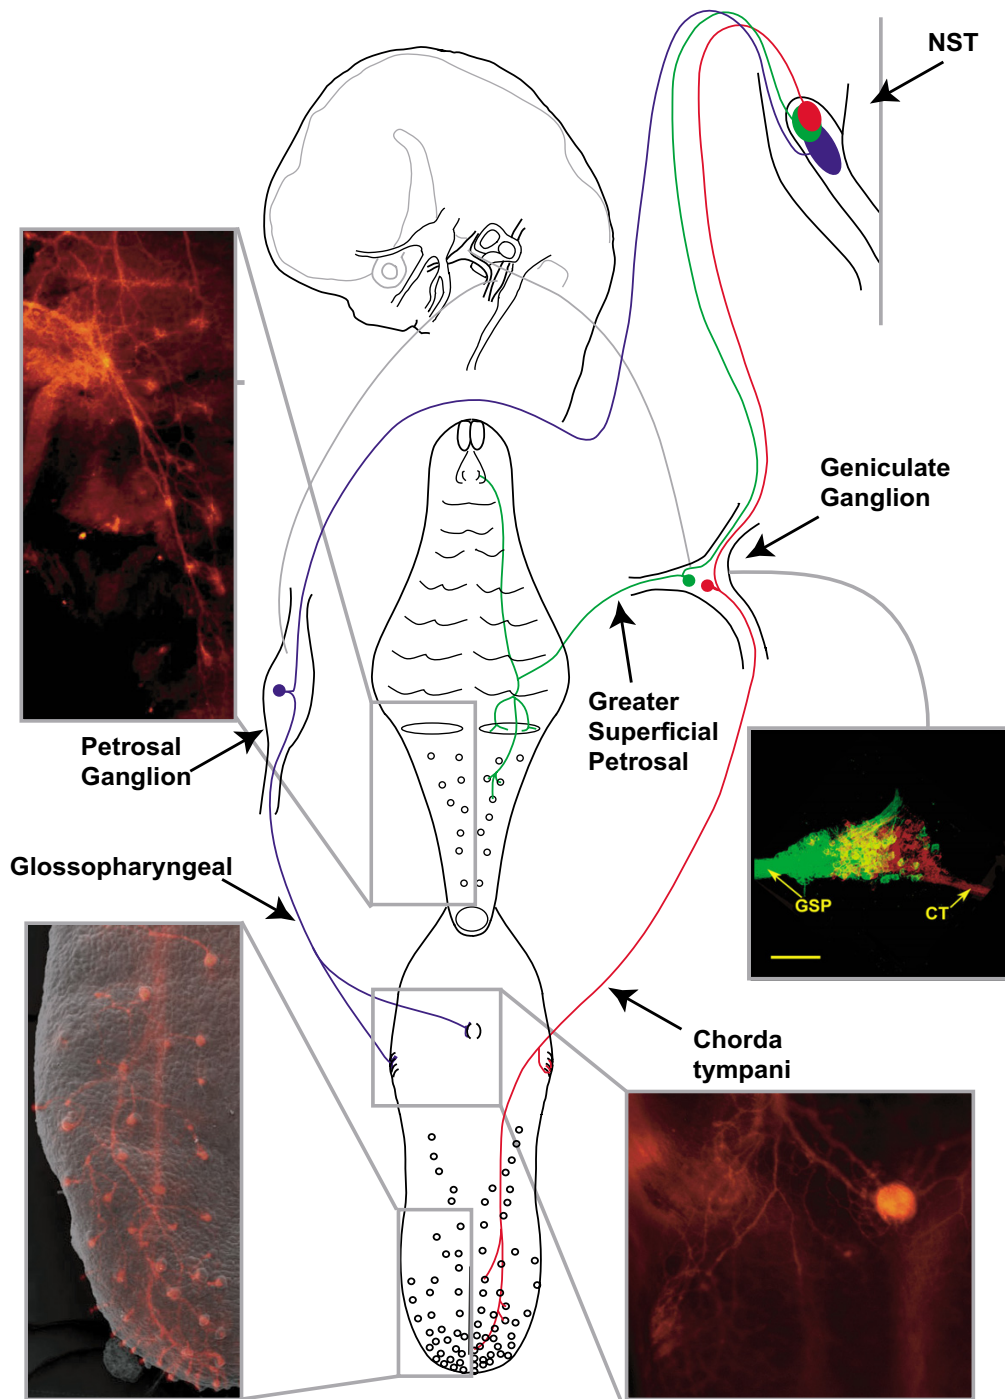 NST
Geniculate
Ganglion
Greater
Superficial
Petrosal
Petrosal
Ganglion
Glossopharyngeal
GSP
CT
Chorda
tympani